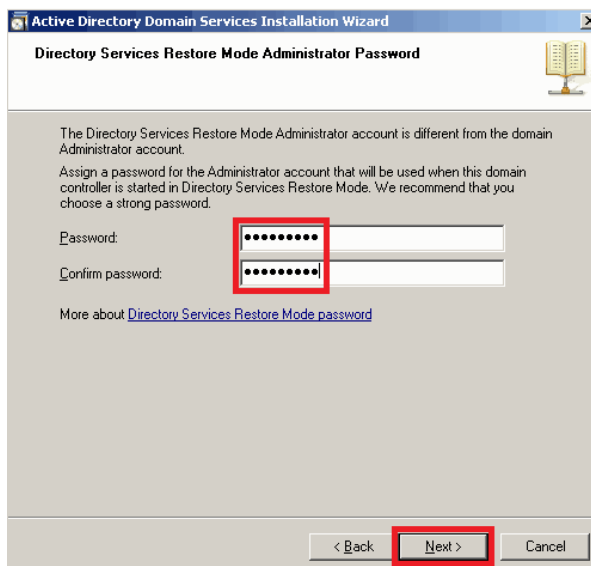 Active Directory Domain Services Installation Wizard
Directory Services Restore Mode Administrator Password
The Directory Services Restore Mode Administrator account is different from the domain
Administrator account.
Assign a password for the Administrator account that will be used when this domain
controller is started in Directory Services Restore Mode. We recommend that you
choose a strong password.
Password:
●●●●●●●●●
Confirm password:
●●●●●●●●●
More about Directory Services Restore Mode password
< Back
Next >
Cancel